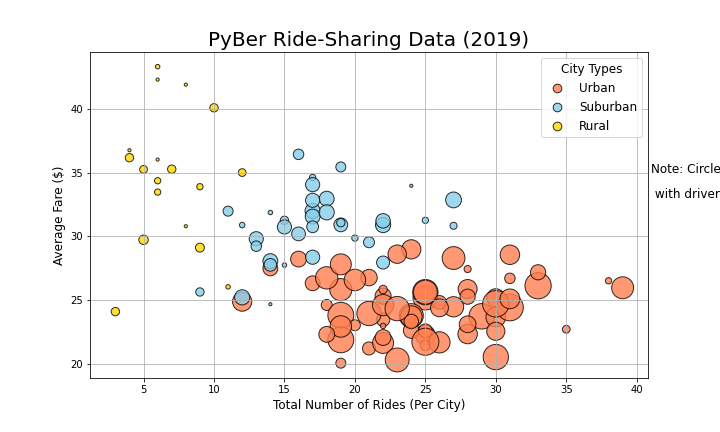 PyBer Ride-Sharing Data (2019)
City Types
Urban
Suburban
Rural
40
35
30
25
20
Average Fare ($)
5
10
15
20
25
30
35
40
Total Number of Rides (Per City)
Note: Circle
with driver